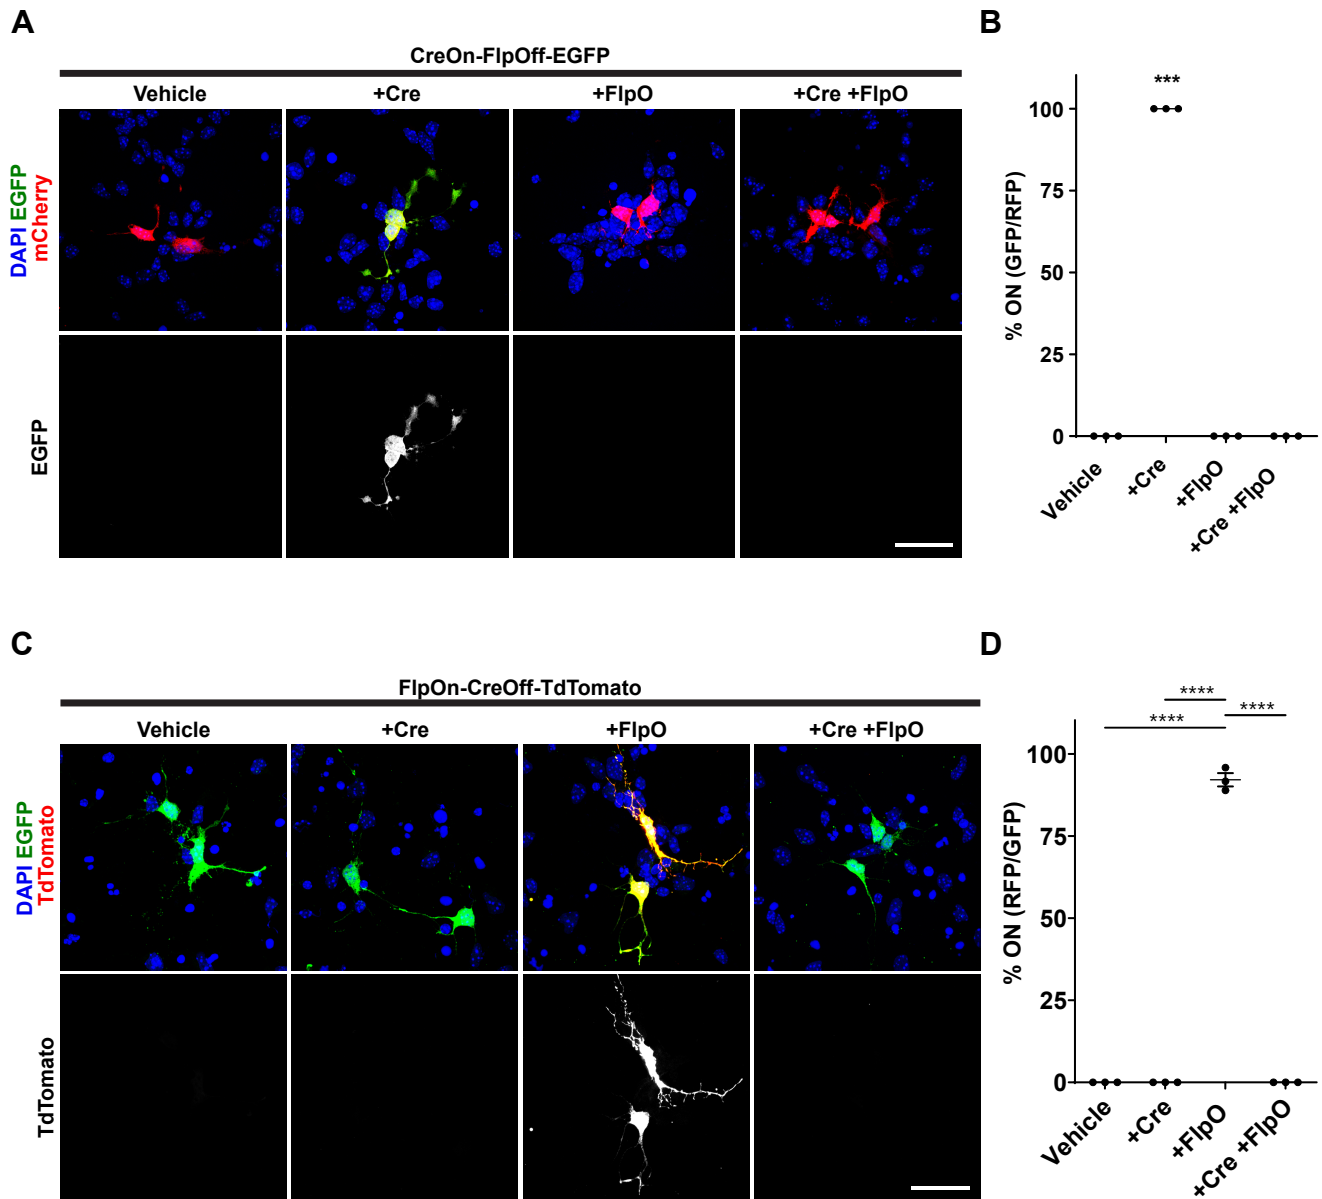 A
CreOn-FlpOff-EGFP
Vehicle
+Cre
+FlpO
+Cre +FlpO
DAPI EGFP
mCherry
EGFP
B
***
% ON (GFP/RFP)
100
75
50
25
0
Vehicle
+Cre
+FlpO
+Cre +FlpO
C
FlpOn-CreOff-TdTomato
Vehicle
+Cre
+FlpO
+Cre +FlpO
DAPI EGFP
TdTomato
TdTomato
D
****
****
****
% ON (RFP/GFP)
100
75
50
25
0
Vehicle
+Cre
+FlpO
+Cre +FlpO